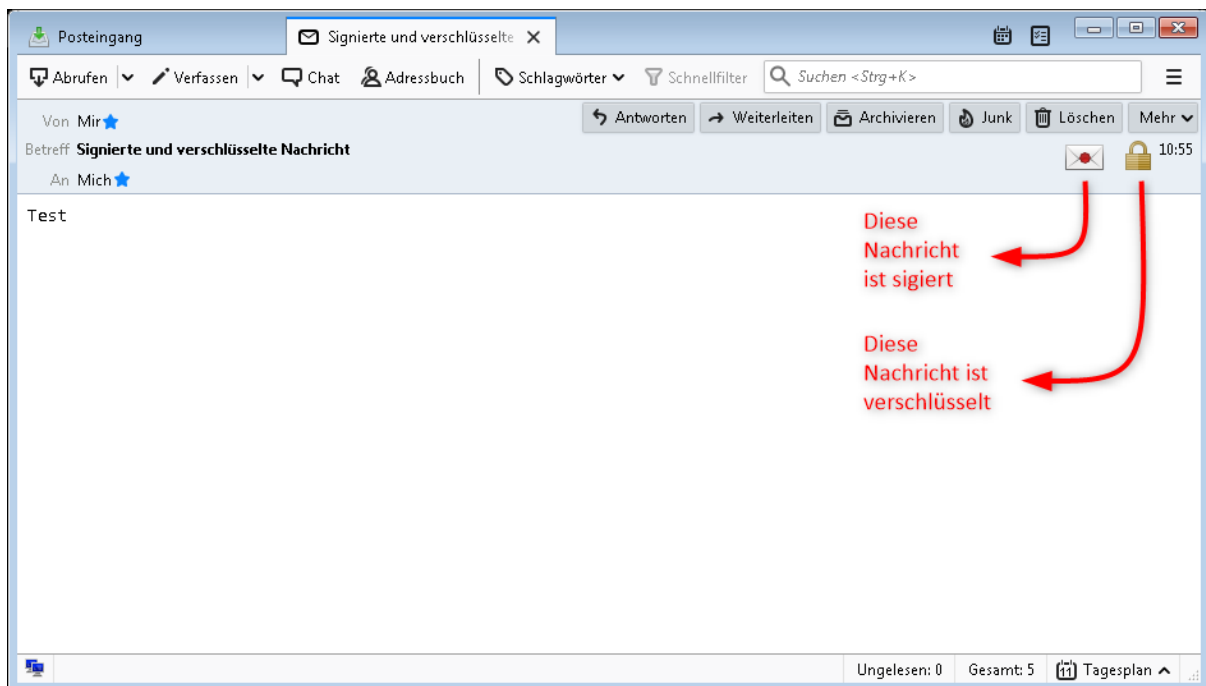 Posteingang
Signierte und verschlüsselte
Abrufen Verfassen Chat Adressbuch Schlagwörter Schnellfilter Suchen <Strg+K>
Von Mir Antworten Weiterleiten Archivieren Junk Löschen Mehr
Betreff Signierte und verschlüsselte Nachricht 10:55
An Mich
Test
Diese
Nachricht
ist sigiert
Diese
Nachricht ist
verschlüsselt
Ungelesen: 0 Gesamt: 5 11 Tagesplan